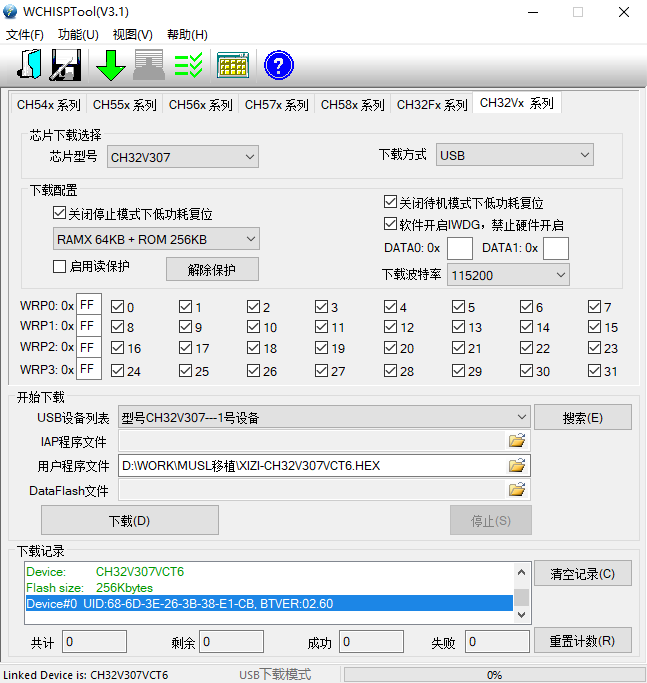 WCHISPTool(V3.1)
文件(F) 功能(U) 视图(V) 帮助(H)
CH54x 系列 CH55x 系列 CH56x 系列 CH57x 系列 CH58x 系列 CH32Fx 系列 CH32Vx 系列
芯片下载选择
芯片型号 CH32V307 下载方式 USB
下载配置
关闭停止模式下低功耗复位 关闭待机模式下低功耗复位
软件开启IWDG，禁止硬件开启
RAMX 64KB + ROM 256KB DATA0: 0x DATA1: 0x
启用读保护 解除保护 下载波特率 115200
WRP0: 0x FF 0 1 2 3 4 5 6 7
WRP1: 0x FF 8 9 10 11 12 13 14 15
WRP2: 0x FF 16 17 18 19 20 21 22 23
WRP3: 0x FF 24 25 26 27 28 29 30 31
开始下载
USB设备列表 型号CH32V307---1号设备 搜索(E)
IAP程序文件
用户程序文件 D:\WORK\MUSL移植\XIZI-CH32V307VCT6.HEX
DataFlash文件
下载(D) 停止(S)
下载记录
Device: CH32V307VCT6 清空记录(C)
Flash size: 256Kbytes
Device#0 UID:68-6D-3E-26-3B-38-E1-CB, BTVER:02.60
共计 0 剩余 0 成功 0 失败 0 重置计数(R)
Linked Device is: CH32V307VCT6 USB下载模式 0%